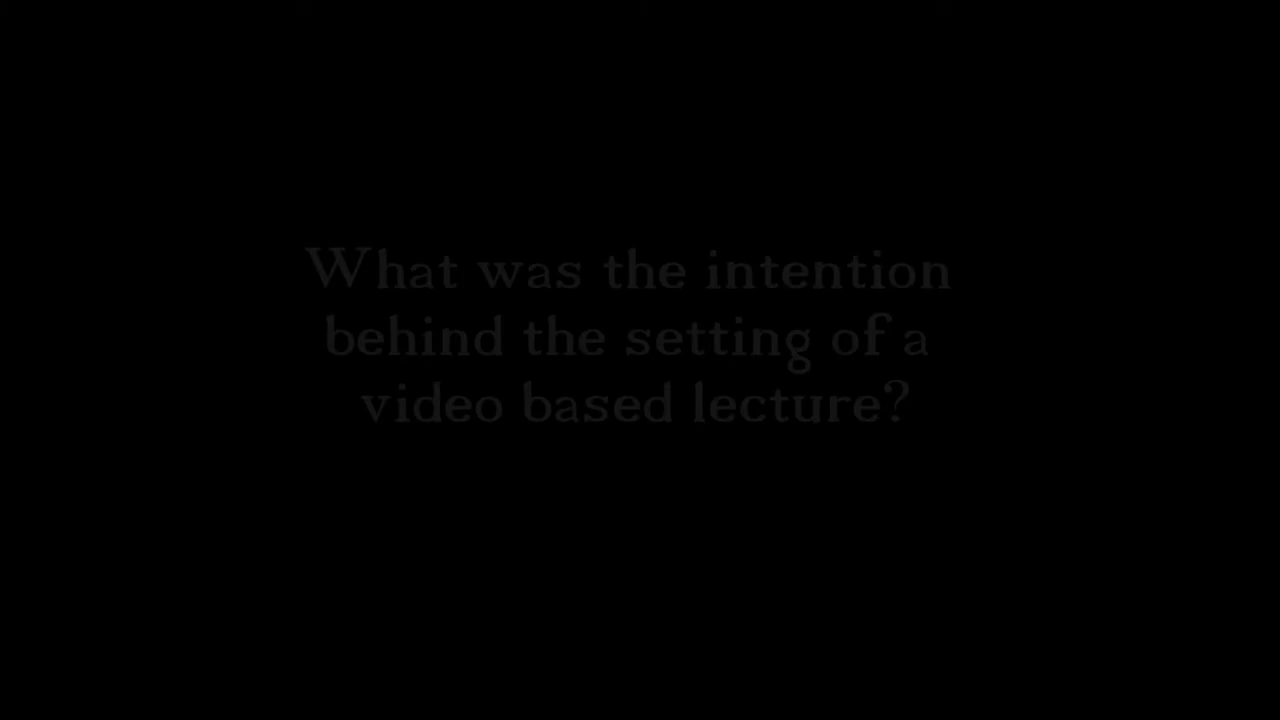 What was the intention
behind the setting of a
video based lecture?